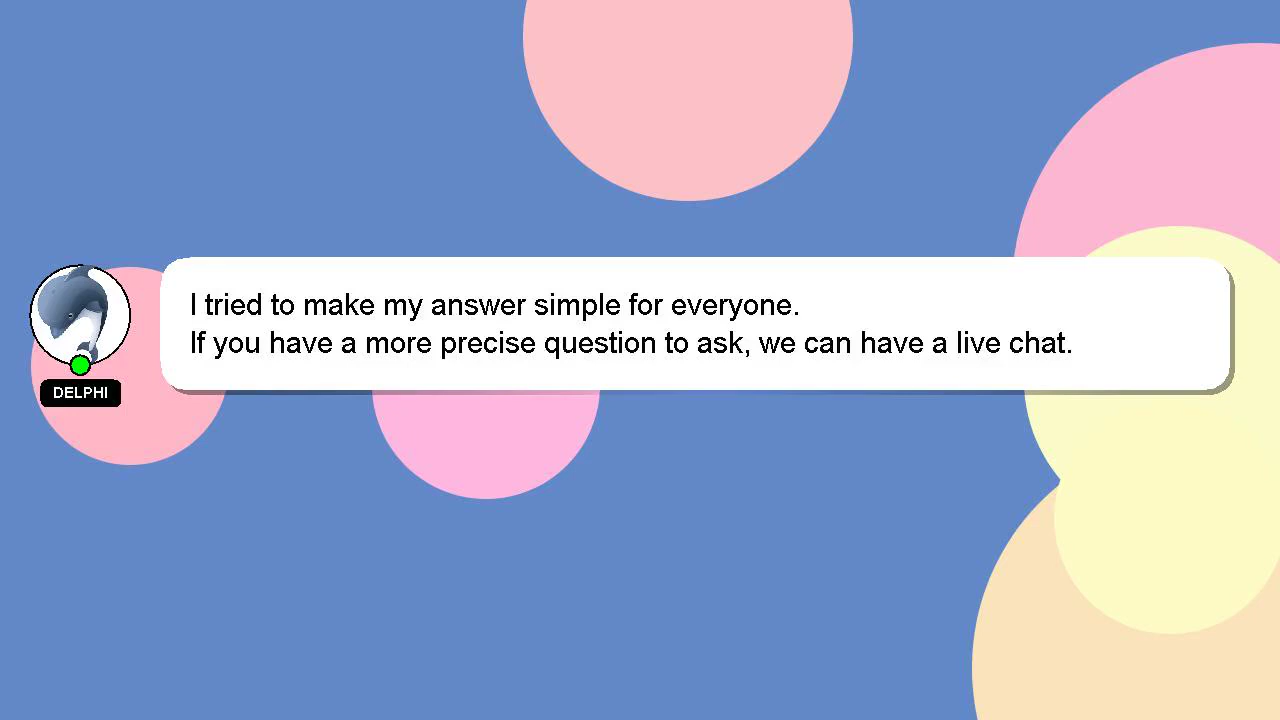 I tried to make my answer simple for everyone.
If you have a more precise question to ask, we can have a live chat.
DELPHI